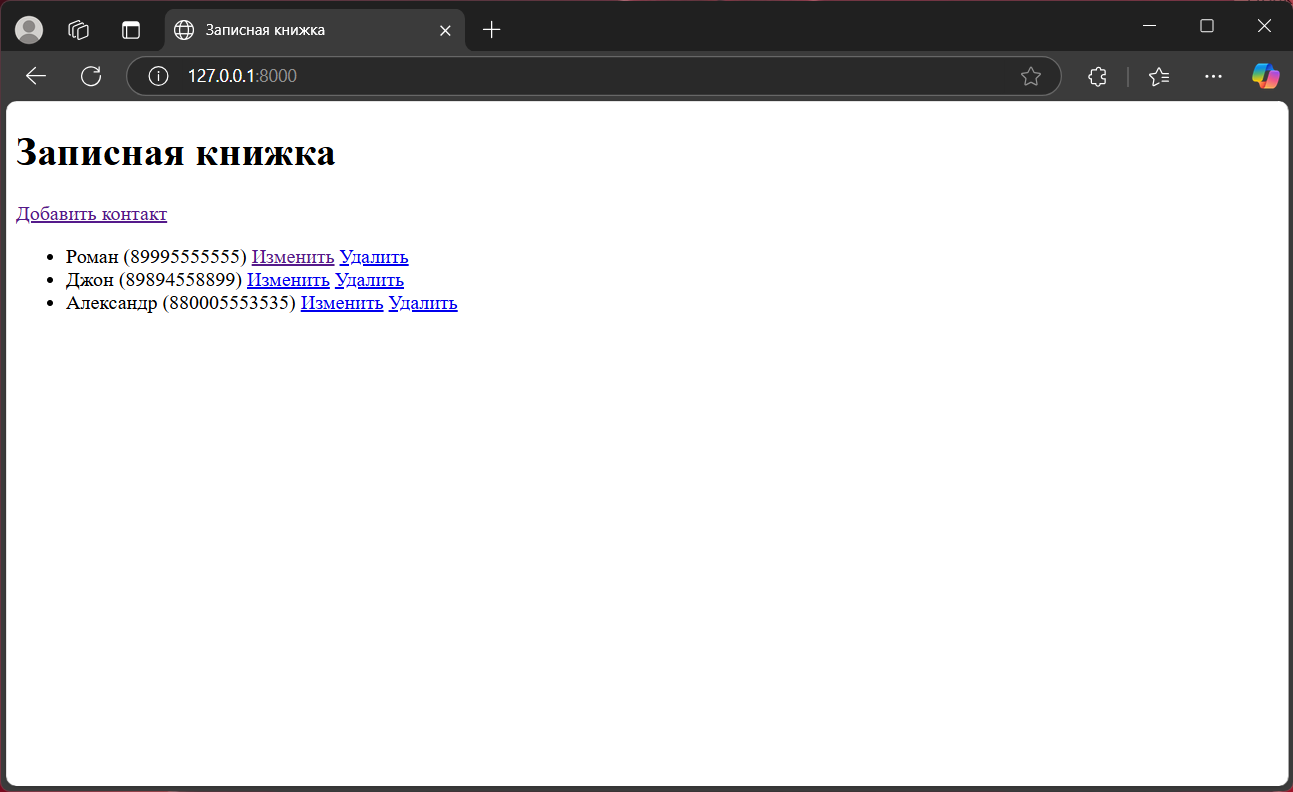 Записная книжка
127.0.0.1:8000
Записная книжка
Добавить контакт
Роман (89995555555) Изменить Удалить
Джон (89894558899) Изменить Удалить
Александр (880005553535) Изменить Удалить